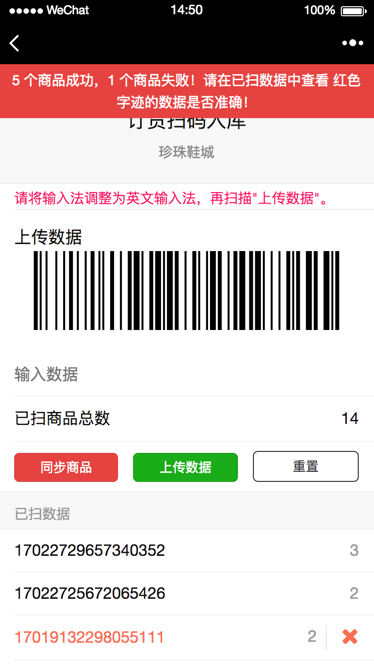 WeChat 14:50 100%
5 个商品成功，1 个商品失败！请在已扫数据中查看 红色
字迹的数据是否准确！
订货扫码入库
珍珠鞋城
请将输入法调整为英文输入法，再扫描"上传数据"。
上传数据
输入数据
已扫商品总数 14
同步商品 上传数据 重置
已扫数据
17022729657340352 3
17022725672065426 2
17019132298055111 2